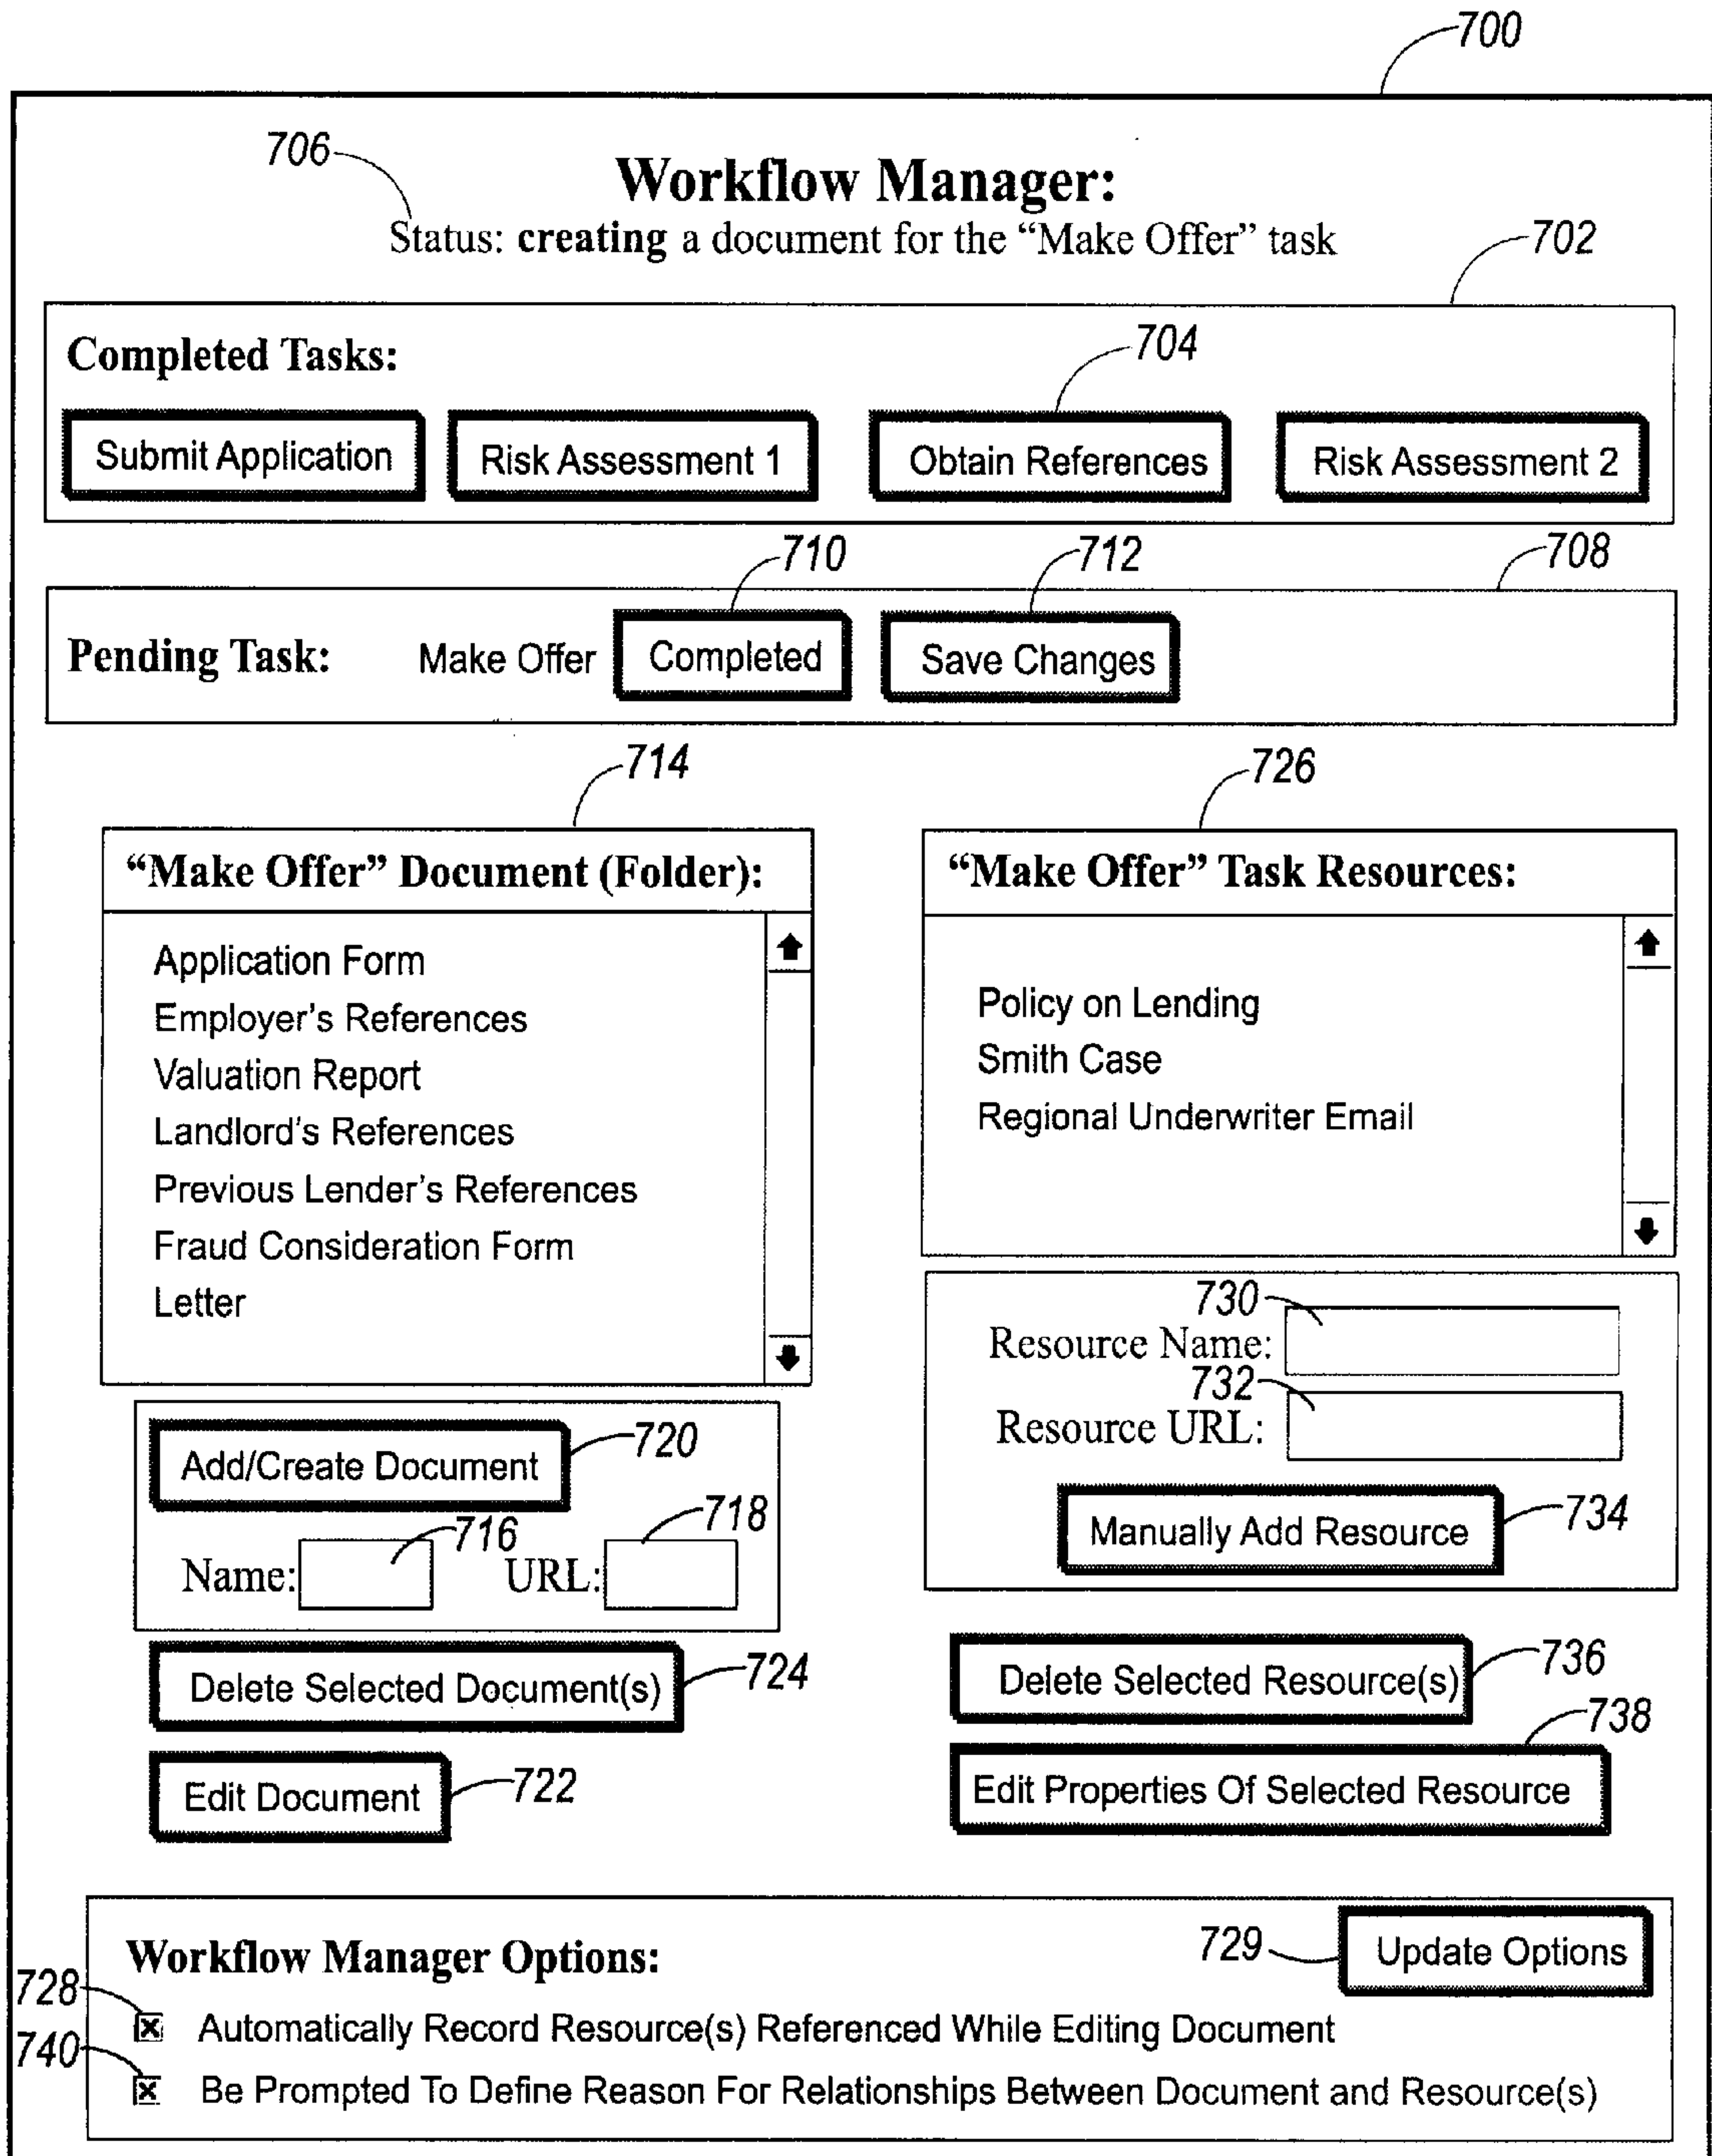 700
706
Workflow Manager:
Status: creating a document for the “Make Offer” task
702
Completed Tasks:
704
Submit Application Risk Assessment 1 Obtain References Risk Assessment 2
710 712 708
Pending Task: Make Offer Completed Save Changes
714
“Make Offer” Document (Folder):
Application Form
Employer's References
Valuation Report
Landlord's References
Previous Lender's References
Fraud Consideration Form
Letter
Add/Create Document 720
716 718
Name: URL:
Delete Selected Document(s) 724
Edit Document 722
726
“Make Offer” Task Resources:
Policy on Lending
Smith Case
Regional Underwriter Email
730
Resource Name:
732
Resource URL:
Manually Add Resource 734
Delete Selected Resource(s) 736
738
Edit Properties Of Selected Resource
Workflow Manager Options: 729 Update Options
728
Automatically Record Resource(s) Referenced While Editing Document
740
Be Prompted To Define Reason For Relationships Between Document and Resource(s)